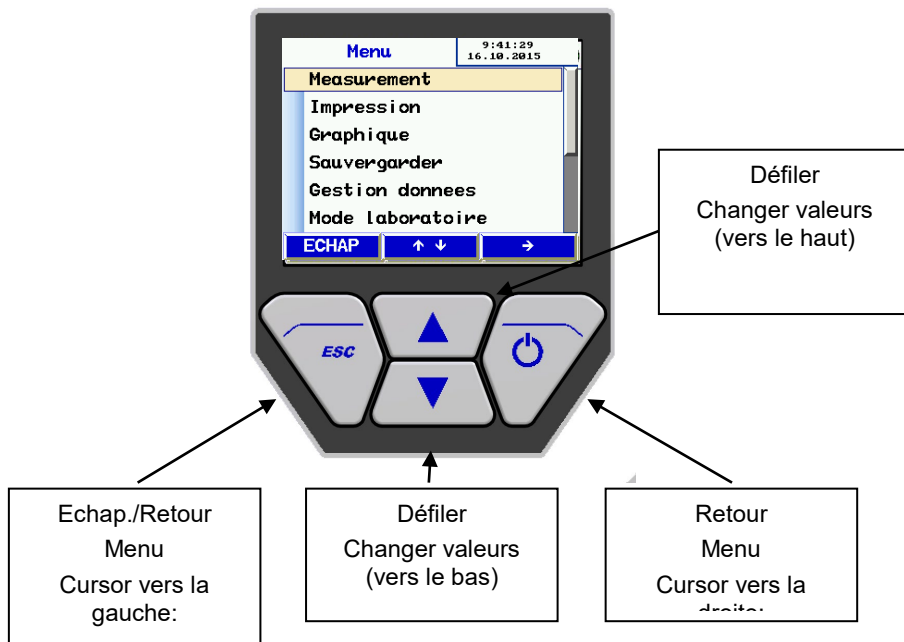 Menu
9:41:29
16.10.2015
Measurement
Impression
Graphique
Sauvergarder
Gestion donnees
Mode laboratoire
ECHAP ↑ ↓ →
ESC
Défiler
Changer valeurs
(vers le haut)
Echap./Retour
Menu
Cursor vers la
gauche:
Défiler
Changer valeurs
(vers le bas)
Retour
Menu
Cursor vers la
droite: